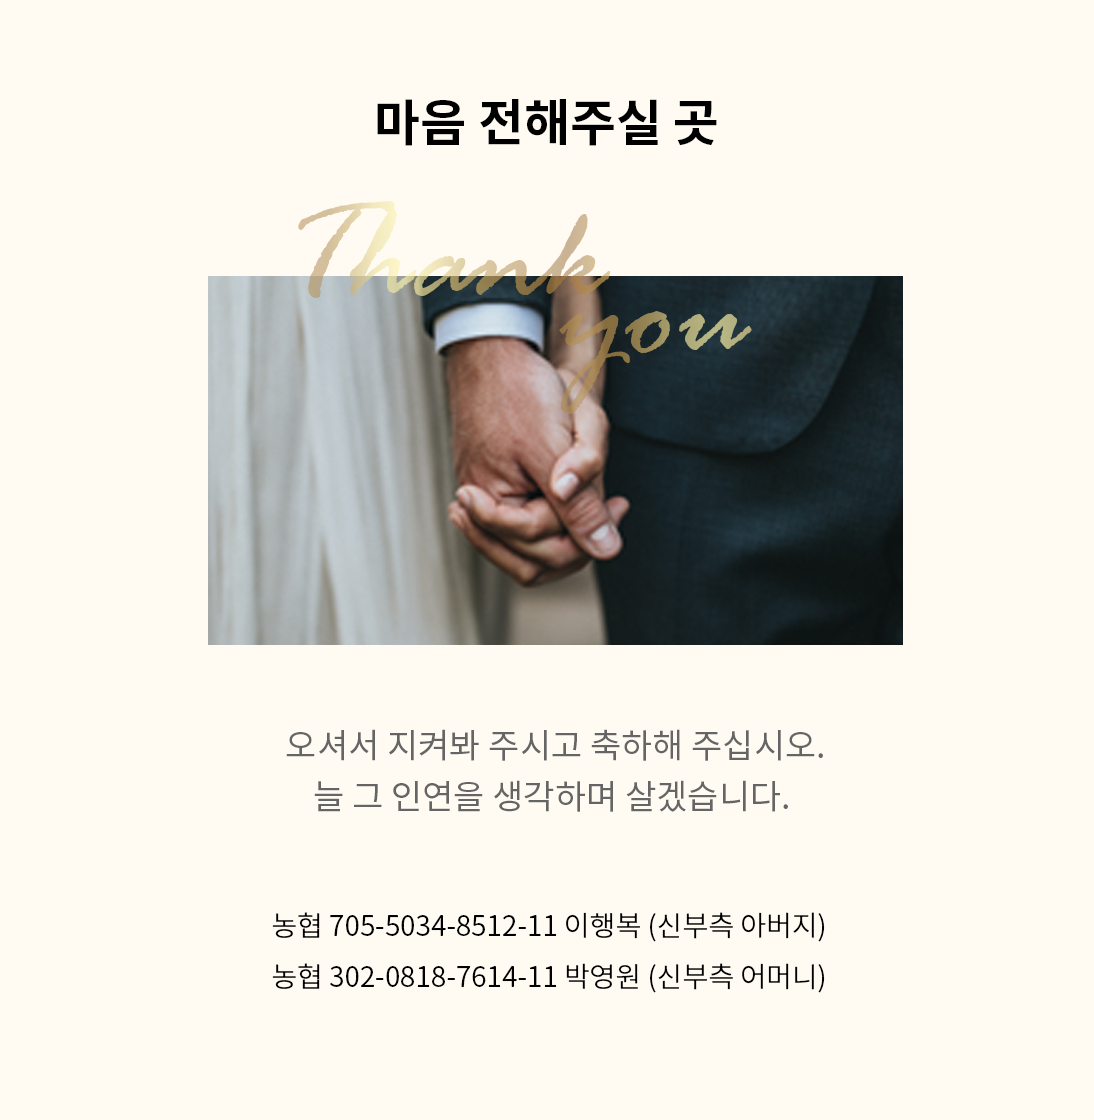 마음 전해주실 곳
Thank
you
오셔서 지켜봐 주시고 축하해 주십시오.
늘 그 인연을 생각하며 살겠습니다.
농협 705-5034-8512-11 이행복 (신부측 아버지)
농협 302-0818-7614-11 박영원 (신부측 어머니)